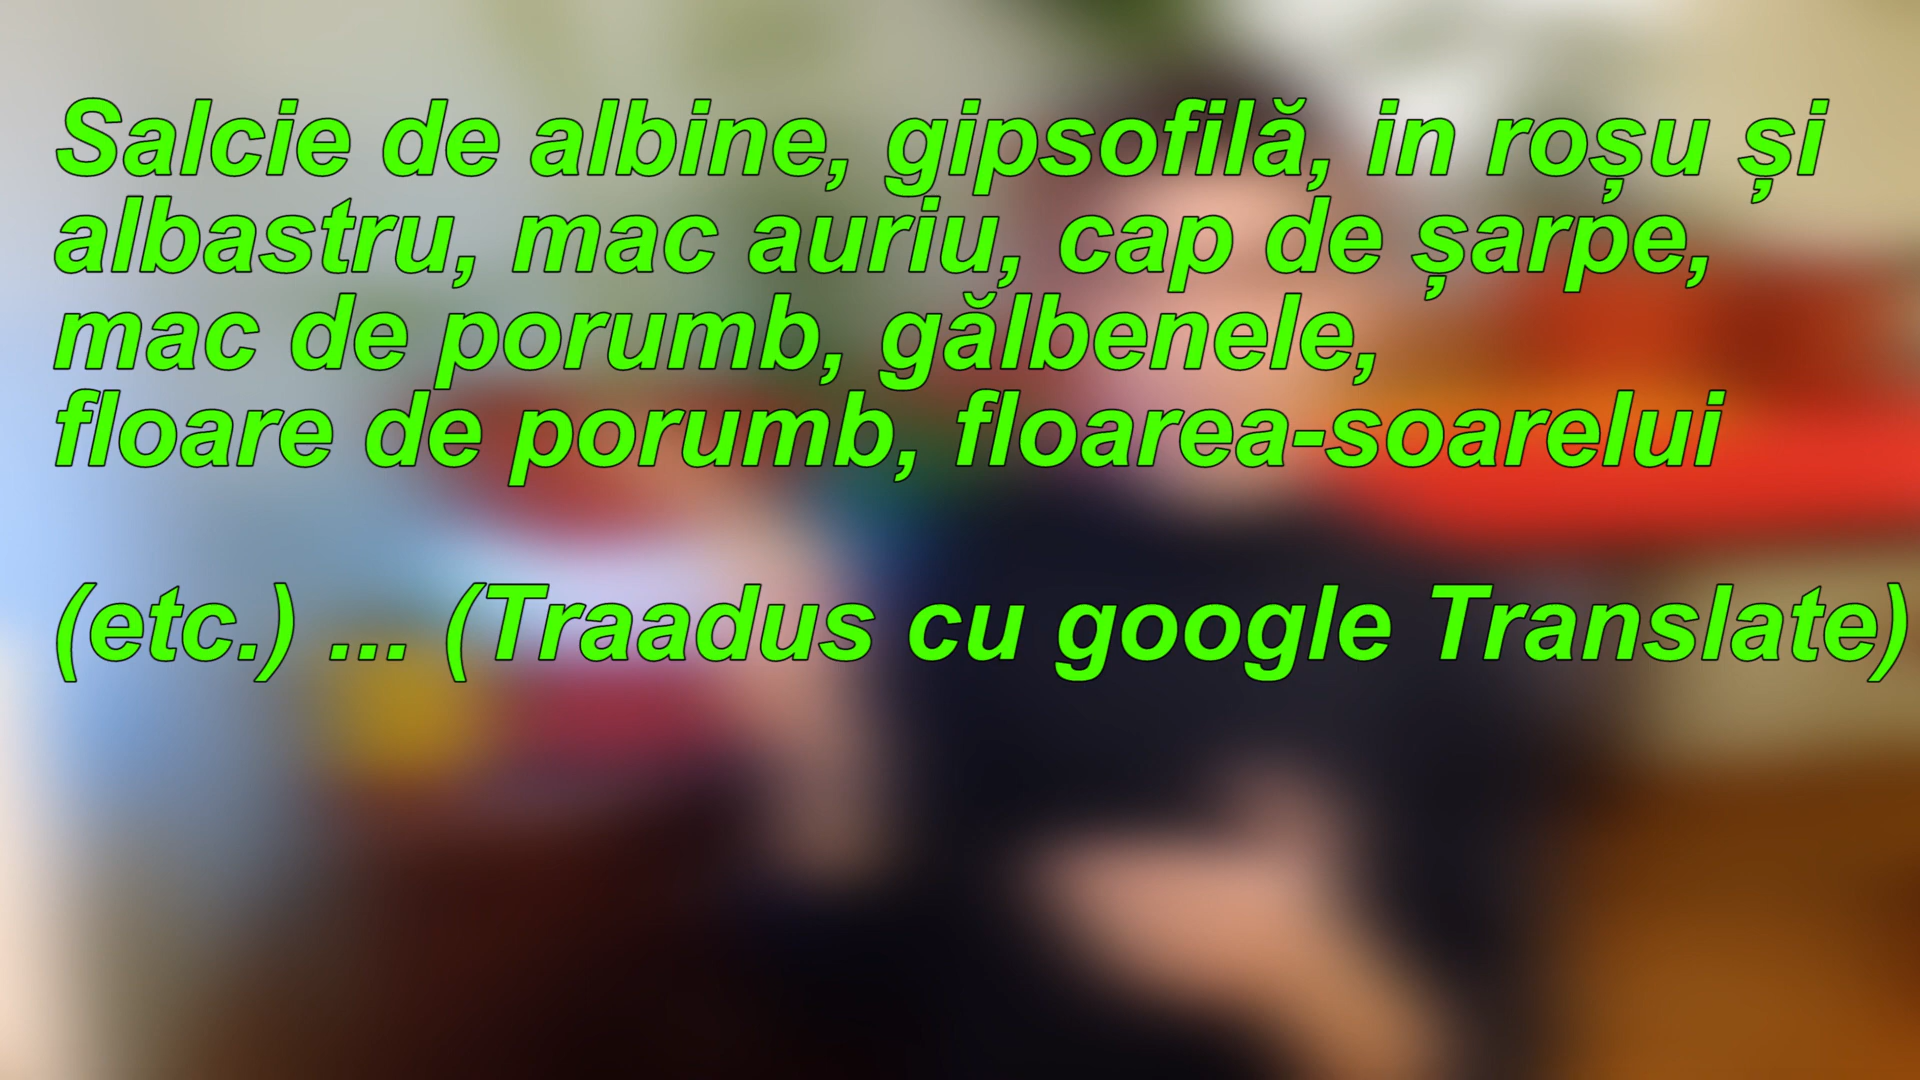 Salcie de albine, gipsofilă, in roșu și
albastru, mac auriu, cap de șarpe,
mac de porumb, gălbenele,
floare de porumb, floarea-soarelui
(etc.) ... (Traadus cu google Translate)